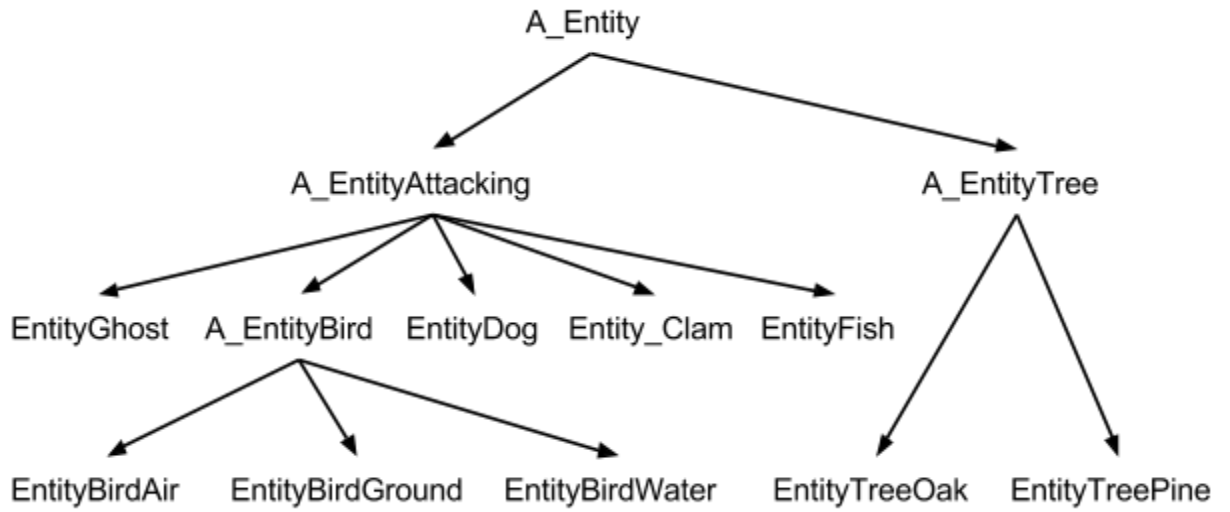 A_Entity
A_EntityAttacking A_EntityTree
EntityGhost A_EntityBird EntityDog Entity_Clam EntityFish
EntityBirdAir EntityBirdGround EntityBirdWater EntityTreeOak EntityTreePine